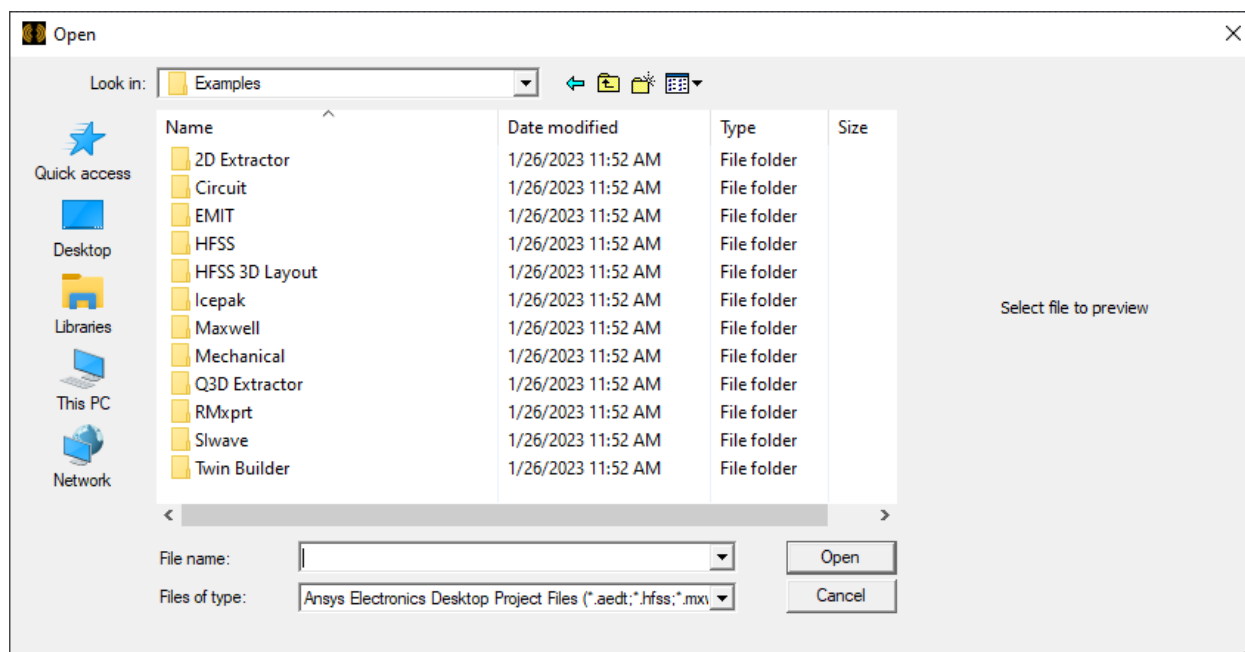 Open
Look in: Examples
Name Date modified Type Size
Quick access
Desktop
Libraries
This PC
Network
2D Extractor 1/26/2023 11:52 AM File folder
Circuit 1/26/2023 11:52 AM File folder
EMIT 1/26/2023 11:52 AM File folder
HFSS 1/26/2023 11:52 AM File folder
HFSS 3D Layout 1/26/2023 11:52 AM File folder
Icepak 1/26/2023 11:52 AM File folder
Maxwell 1/26/2023 11:52 AM File folder
Mechanical 1/26/2023 11:52 AM File folder
Q3D Extractor 1/26/2023 11:52 AM File folder
RMxprt 1/26/2023 11:52 AM File folder
SIwave 1/26/2023 11:52 AM File folder
Twin Builder 1/26/2023 11:52 AM File folder
Select file to preview
File name: Open
Files of type: Ansys Electronics Desktop Project Files (*.aedt;*.hfss;*.mxw Cancel